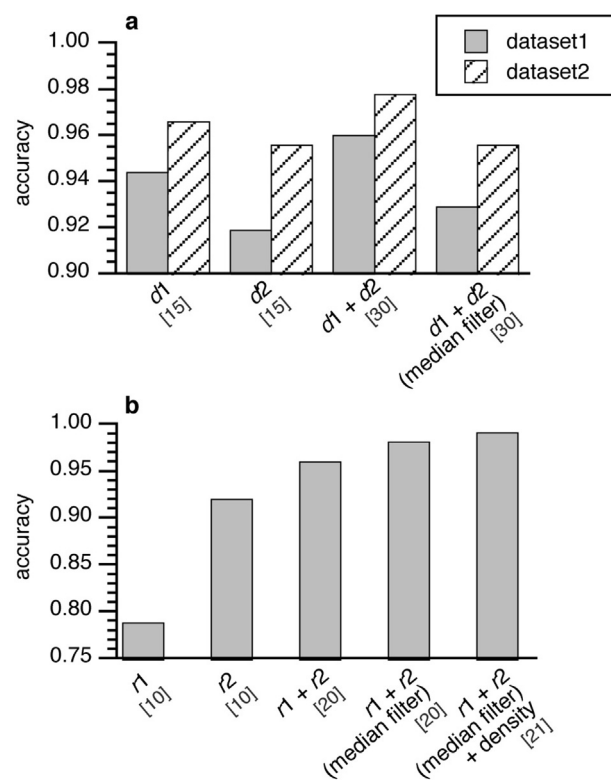 a
dataset1
dataset2
accuracy
1.00
0.98
0.96
0.94
0.92
0.90
d1
[15]
d2
[15]
d1 + d2
[30]
d1 + d2
(median filter)
[30]
b
accuracy
1.00
0.95
0.90
0.85
0.80
0.75
r1
[10]
r2
[10]
r1 + r2
[20]
r1 + r2
(median filter)
[20]
r1 + r2
(median filter)
+ density
[21]